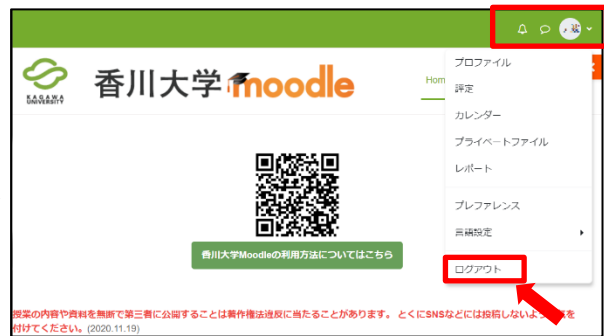 プロファイル
KAGAWA
UNIVERSITY
香川大学 moodle
Hom
評定
カレンダー
プライベートファイル
レポート
プレファレンス
言語設定
香川大学Moodleの利用方法についてはこちら
ログアウト
授業の内容や資料を無断で第三者に公開することは著作権法違反に当たることがあります。 とくにSNSなどには投稿しないよう
付けてください。(2020.11.19)